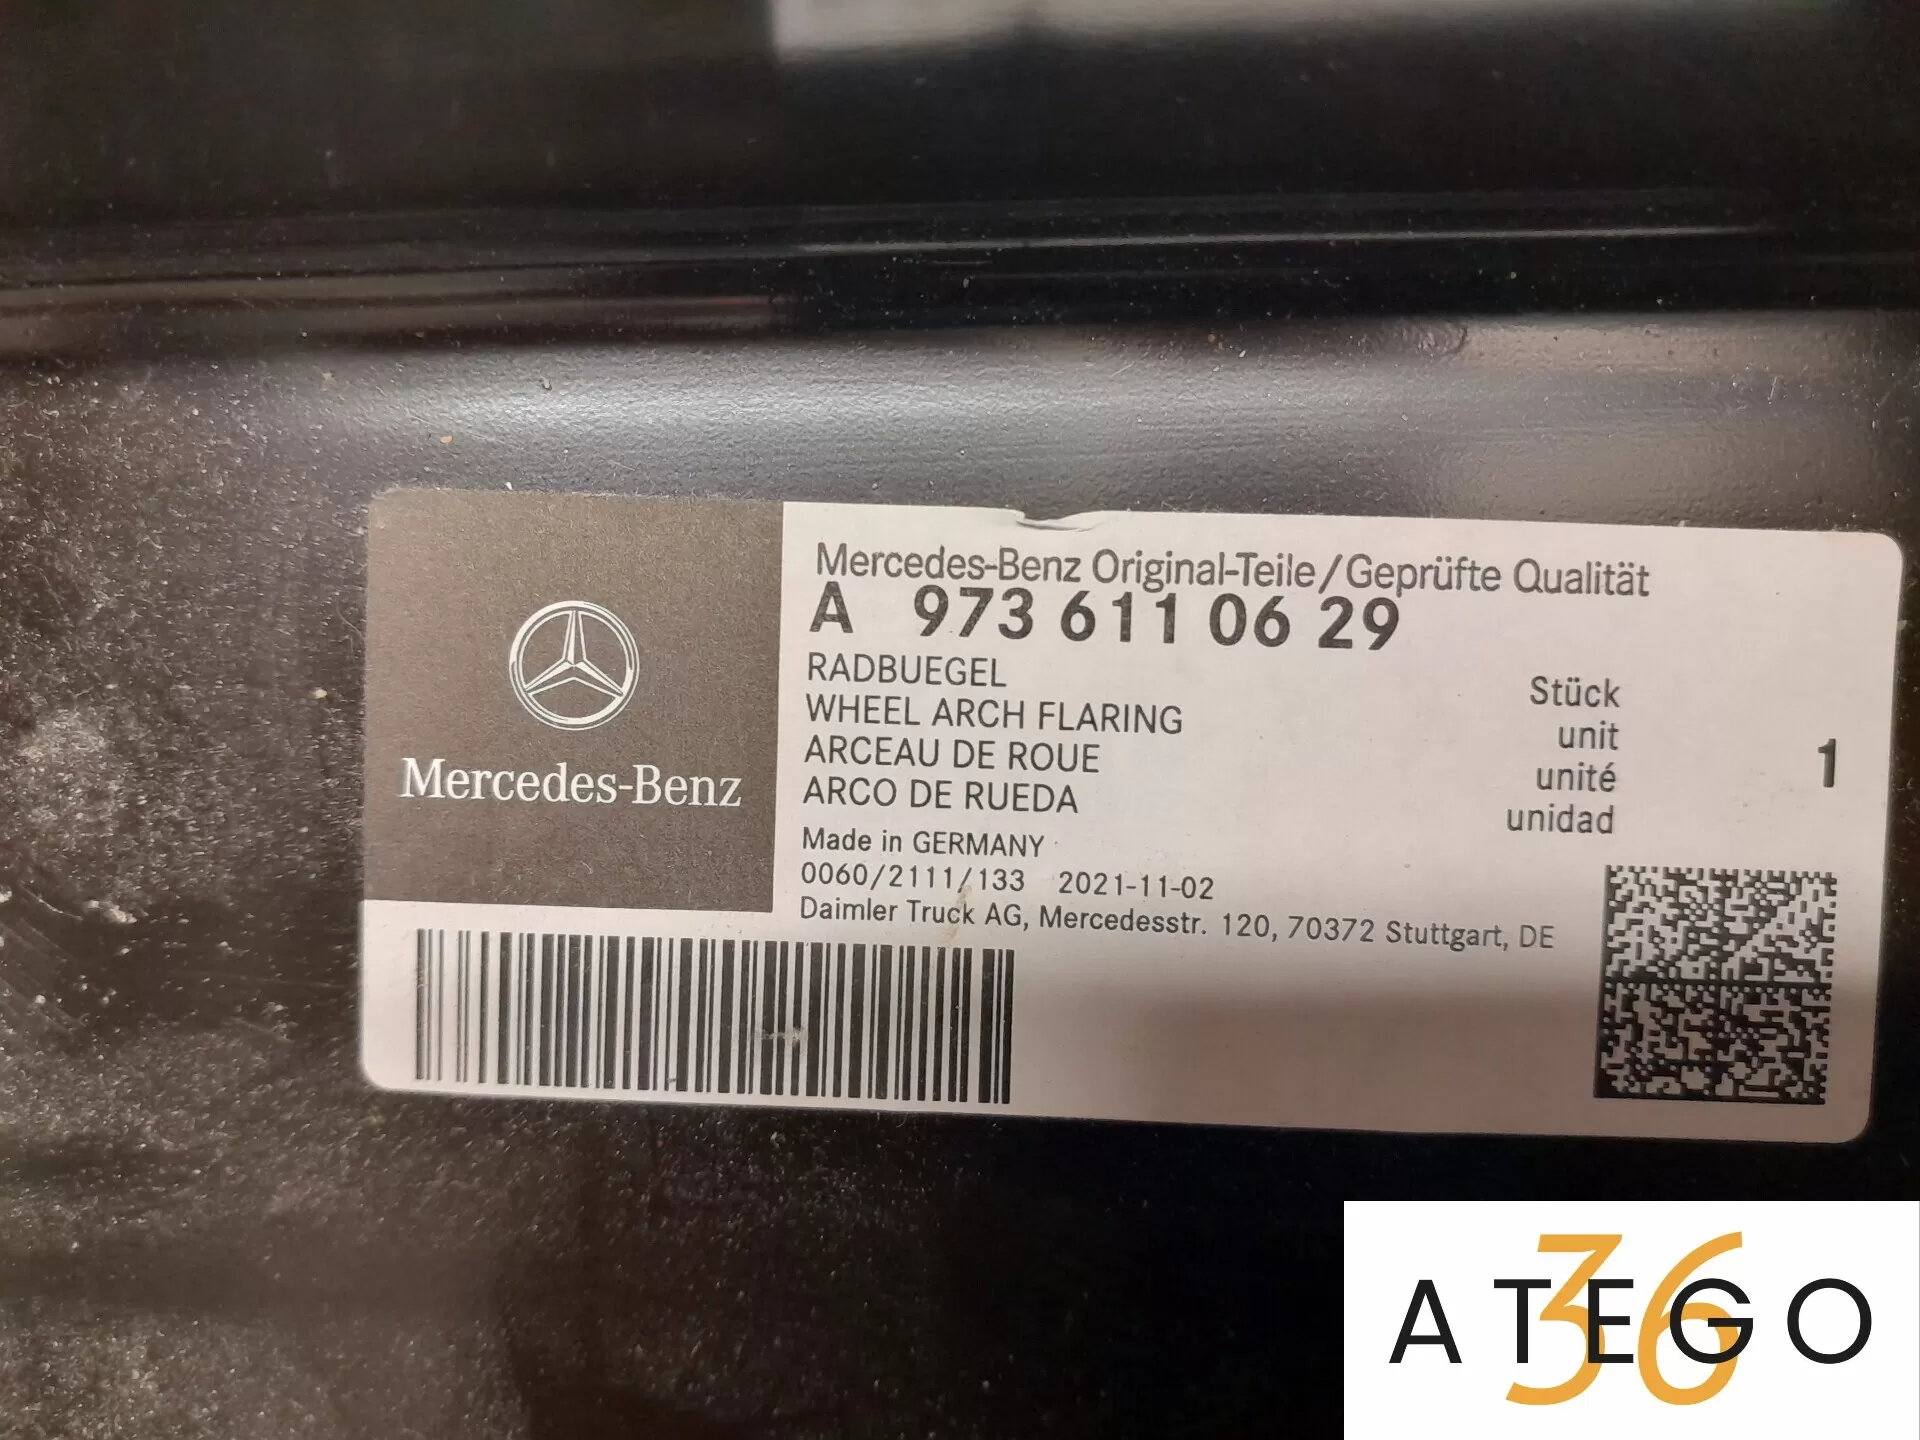 Mercedes-Benz
Mercedes-Benz Original-Teile/Geprüfte Qualität
A 973 611 06 29
RADBUEGEL
WHEEL ARCH FLARING
ARCEAU DE ROUE
ARCO DE RUEDA
Stück
unit
unité
unidad
1
Made in GERMANY
0060/2111/133 2021-11-02
Daimler Truck AG, Mercedesstr. 120, 70372 Stuttgart, DE
ATEGO
36